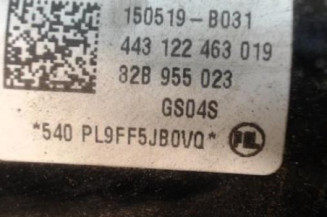 150519-B031
443 122 463 019
82B 955 023
GS04S
*540 PL9FF5JB0VQ*